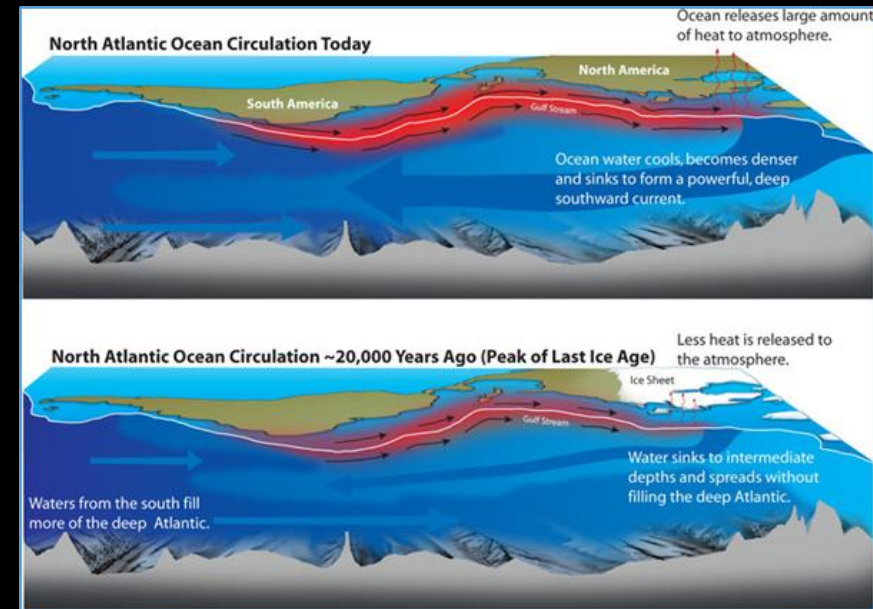 Ocean releases large amount
of heat to atmosphere.
North Atlantic Ocean Circulation Today
North America
South America
Gulf Stream
Ocean water cools, becomes denser
and sinks to form a powerful, deep
southward current.
North Atlantic Ocean Circulation ~20,000 Years Ago (Peak of Last Ice Age)
Less heat is released to
the atmosphere.
Ice Sheet
Gulf Stream
Water sinks to intermediate
depths and spreads without
filling the deep Atlantic.
Waters from the south fill
more of the deep Atlantic.